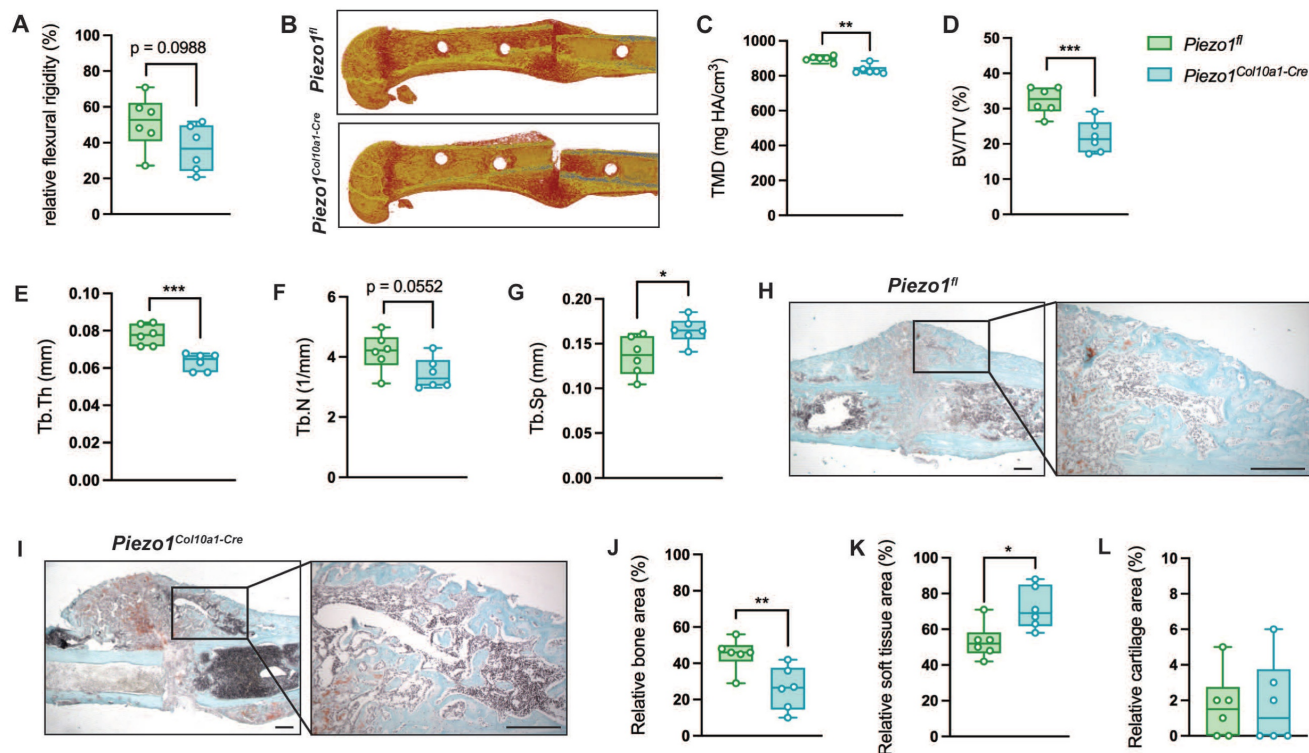 A
relative flexural rigidity (%)
100
80
60
40
20
0
p = 0.0988
B
Piezo1fl
Piezo1Col10a1-Cre
C
TMD (mg HA/cm3)
1000
800
600
400
200
0
**
D
BV/TV (%)
50
40
30
20
10
0
***
Piezo1fl
Piezo1Col10a1-Cre
E
Tb.Th (mm)
0.10
0.08
0.06
0.04
0.02
0.00
***
F
Tb.N (1/mm)
6
4
2
0
p = 0.0552
G
Tb.Sp (mm)
0.20
0.15
0.10
0.05
0.00
*
H
Piezo1fl
I
Piezo1Col10a1-Cre
J
Relative bone area (%)
100
80
60
40
20
0
**
K
Relative soft tissue area (%)
100
80
60
40
20
0
*
L
Relative cartilage area (%)
10
8
6
4
2
0